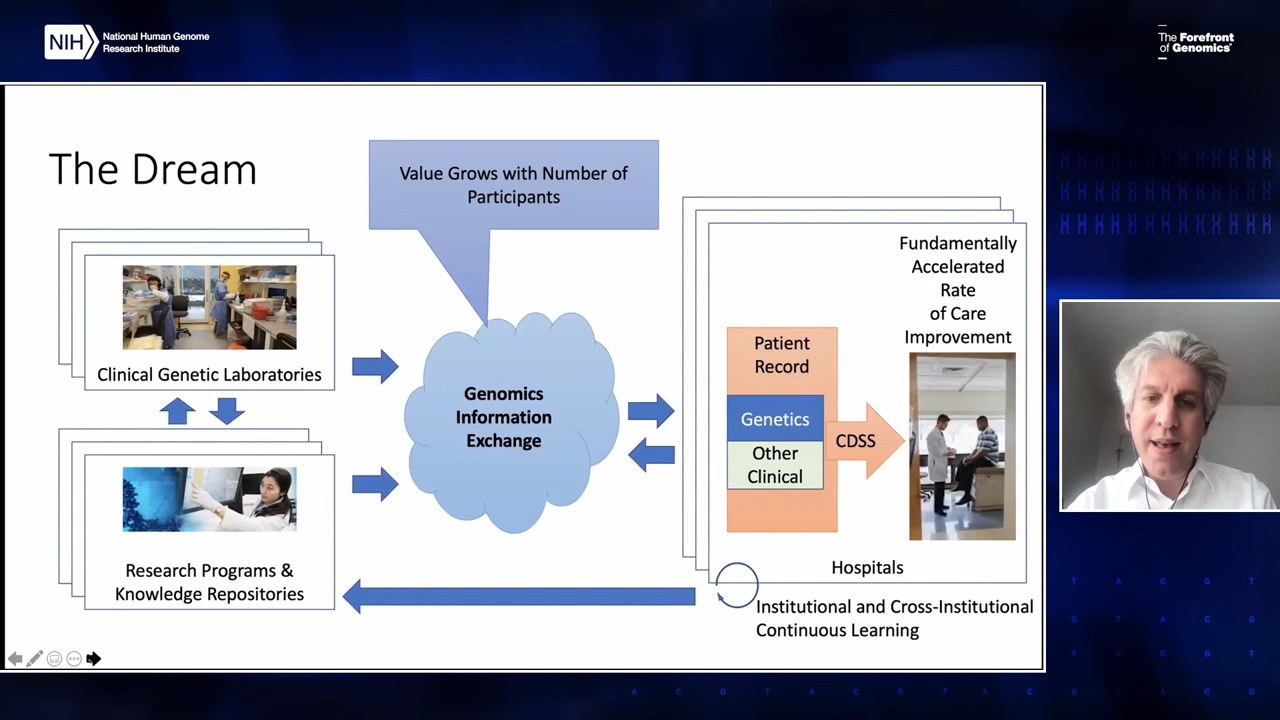 NIH
National Human Genome
Research Institute
The Forefront
of Genomics
The Dream
Value Grows with Number of
Participants
Clinical Genetic Laboratories
Research Programs &
Knowledge Repositories
Genomics
Information
Exchange
Patient
Record
Genetics
Other
Clinical
CDSS
Fundamentally
Accelerated
Rate
of Care
Improvement
Hospitals
Institutional and Cross-Institutional
Continuous Learning
T A C G T
G T A C G
T A C G T
G T A C G
A C G T A C G T A C G T A C G T